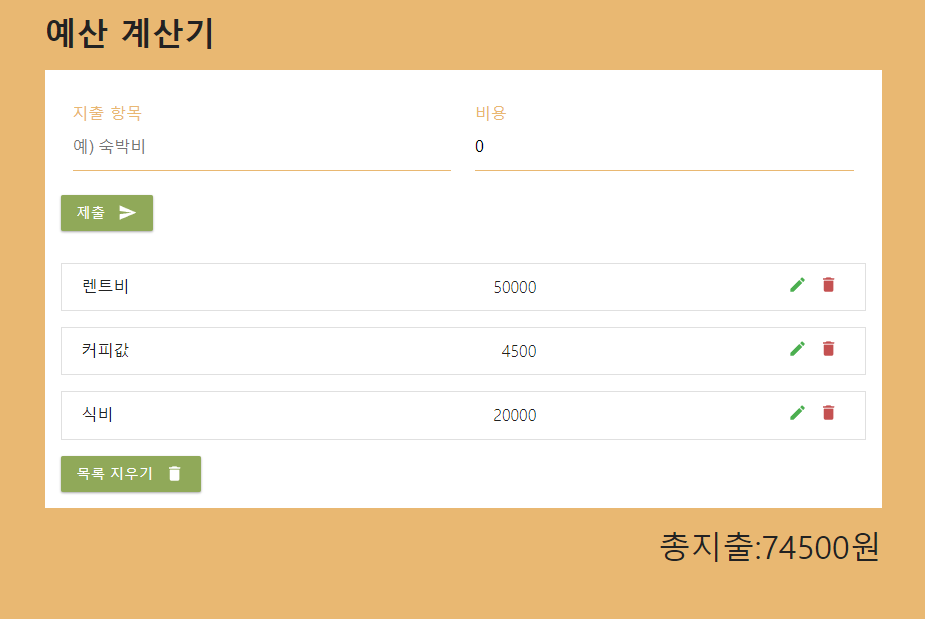 예산 계산기
지출 항목 비용
예) 숙박비 0
제출
렌트비 50000
커피값 4500
식비 20000
목록 지우기
총지출:74500원